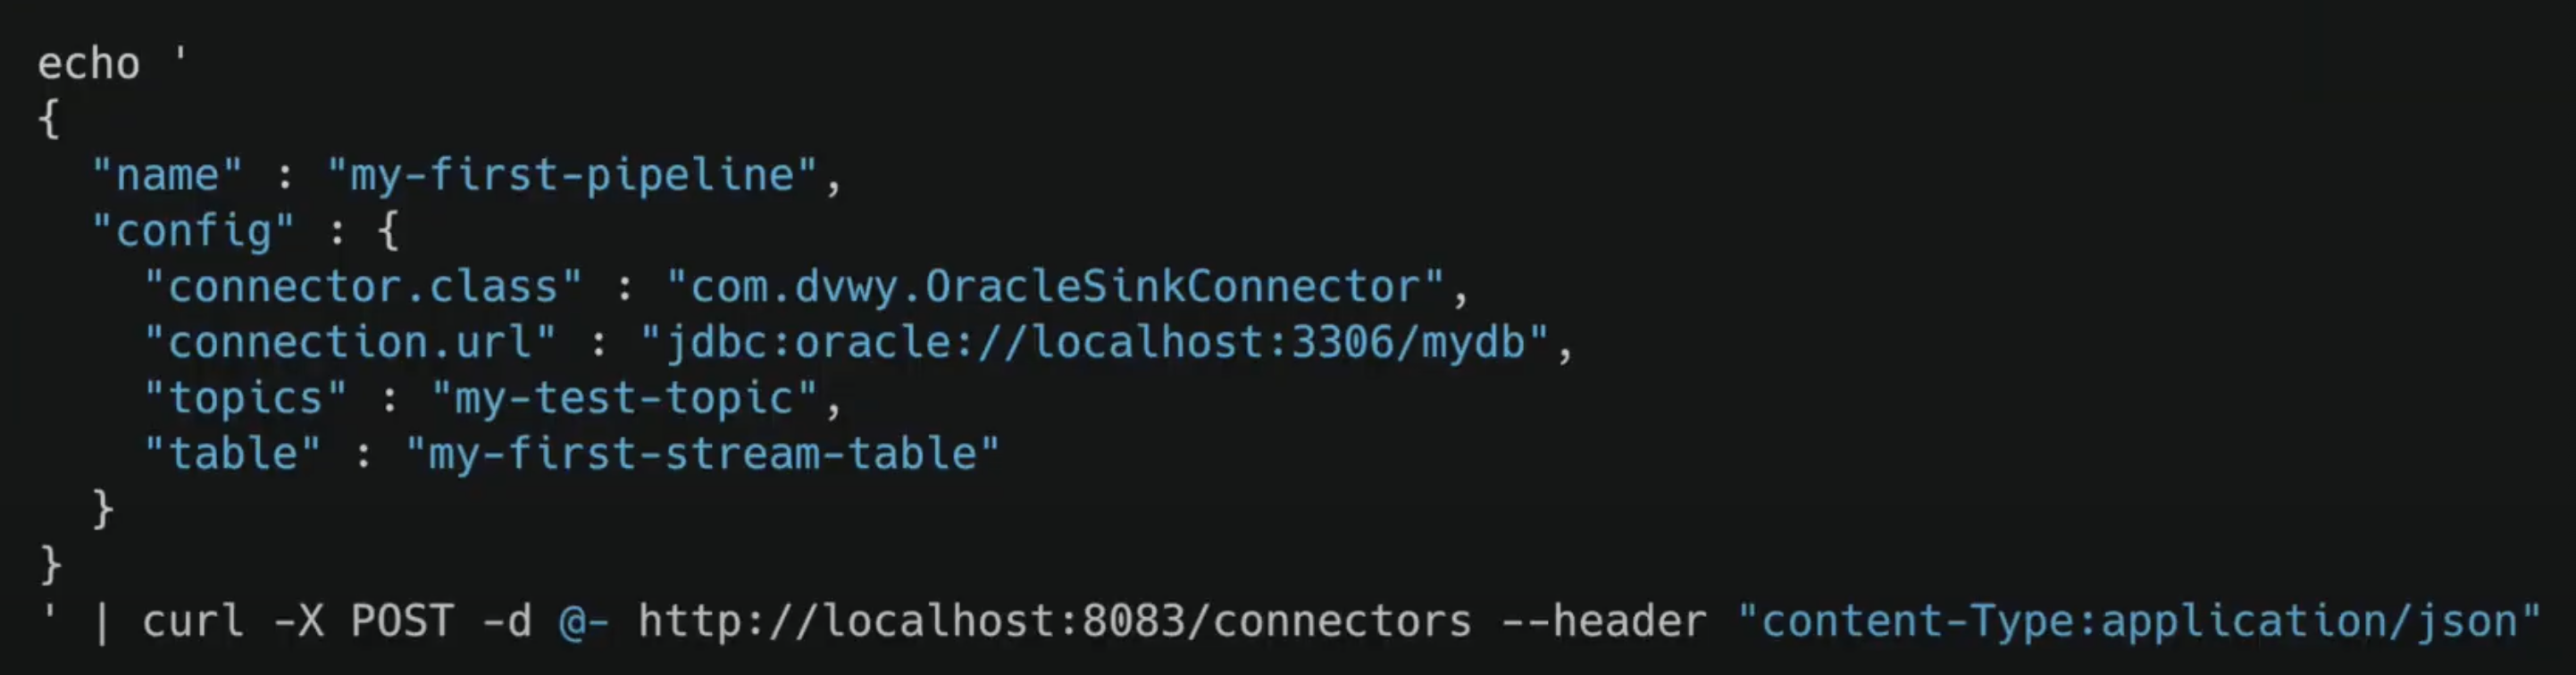 echo '
{
  "name" : "my-first-pipeline",
  "config" : {
    "connector.class" : "com.dvwy.OracleSinkConnector",
    "connection.url" : "jdbc:oracle://localhost:3306/mydb",
    "topics" : "my-test-topic",
    "table" : "my-first-stream-table"
  }
}
' | curl -X POST -d @- http://localhost:8083/connectors --header "content-Type:application/json"